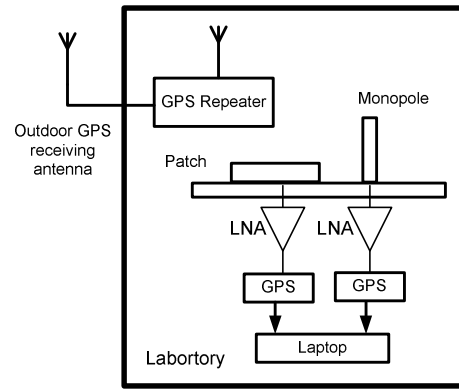 GPS Repeater
Monopole
Outdoor GPS
receiving
antenna
Patch
LNA
LNA
GPS
GPS
Laptop
Labortory